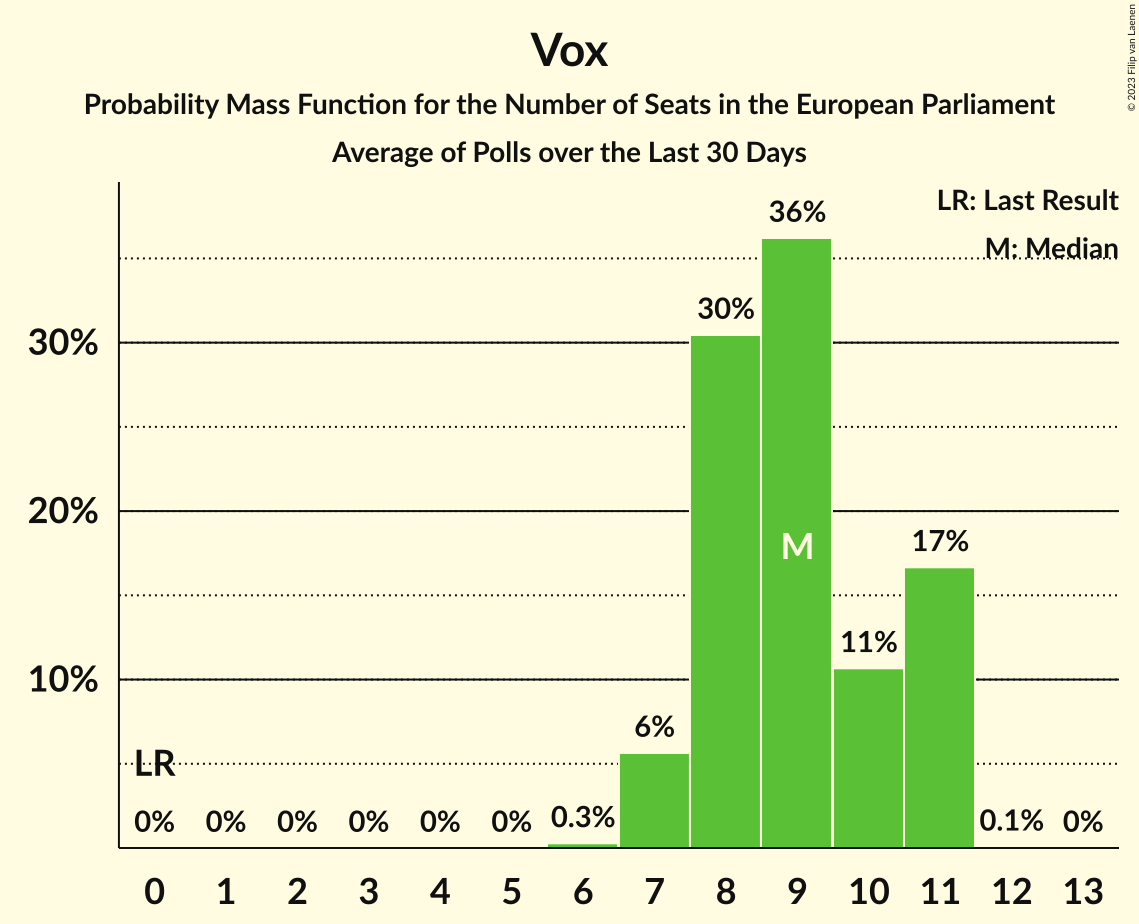 Vox
Probability Mass Function for the Number of Seats in the European Parliament
Average of Polls over the Last 30 Days
© 2023 Filip van Laenen
LR: Last Result
M: Median
36%
30%
30%
20%
M
17%
11%
10%
6%
LR
0% 0% 0% 0% 0% 0% 0.3% 0.1% 0%
0 1 2 3 4 5 6 7 8 9 10 11 12 13